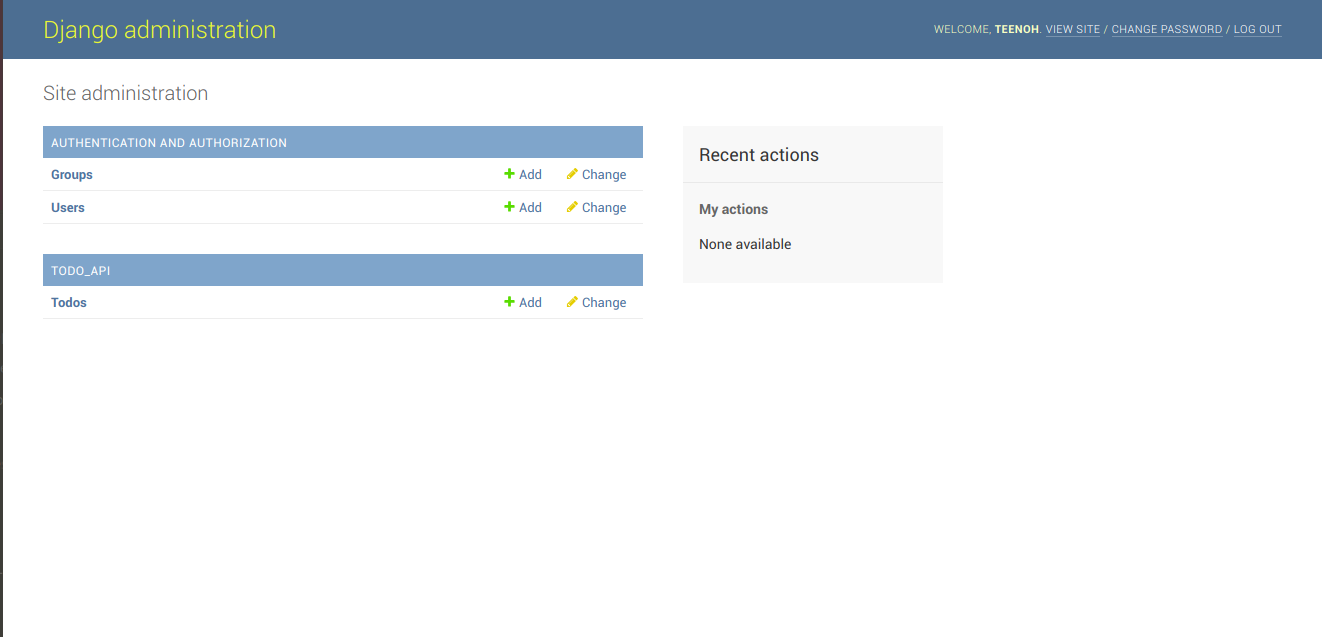 Django administration
WELCOME, TEENOH. VIEW SITE / CHANGE PASSWORD / LOG OUT
Site administration
AUTHENTICATION AND AUTHORIZATION
Groups Add Change
Users Add Change
TODO_API
Todos Add Change
Recent actions
My actions
None available